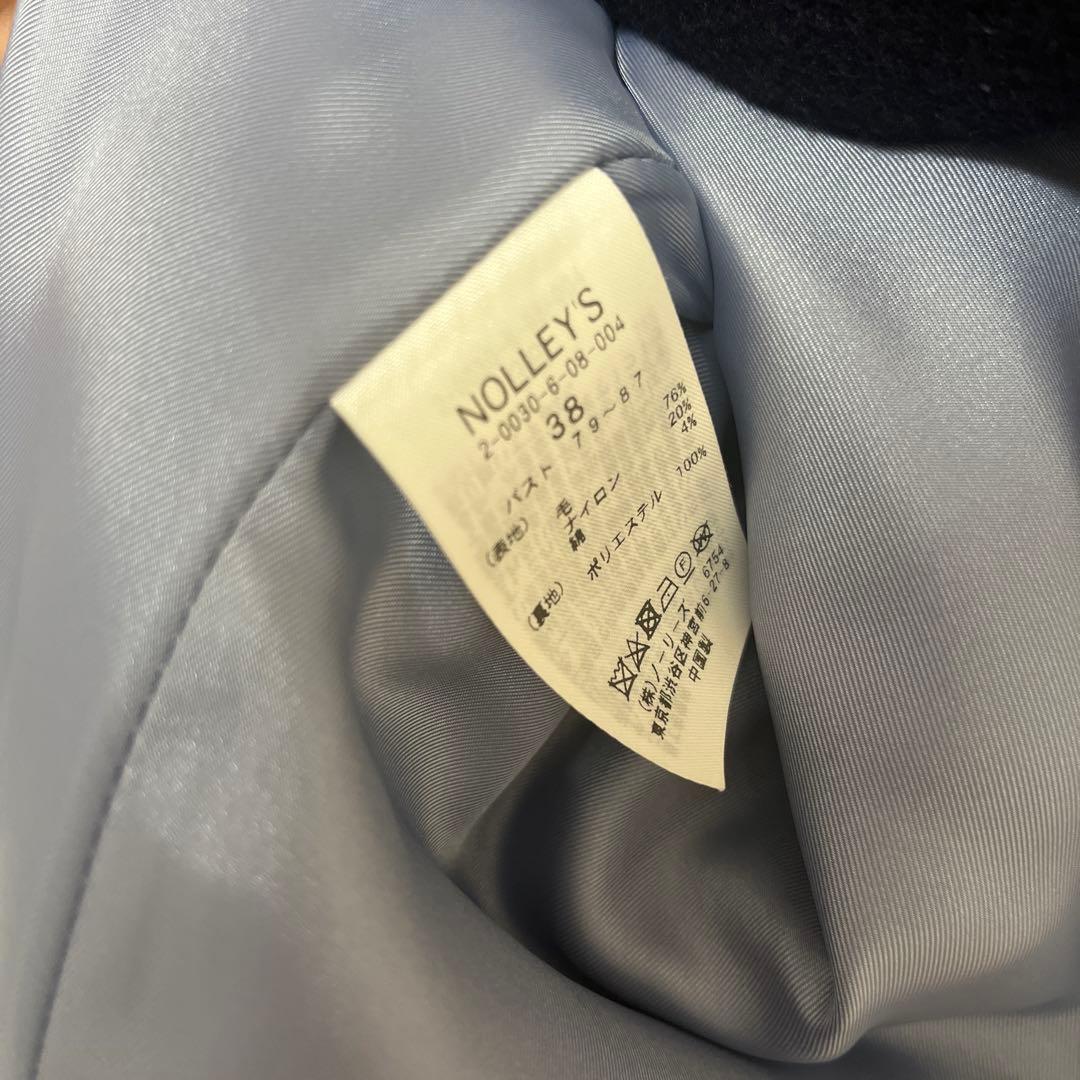 NOLLEY'S
2-0030-6-08-004
38
バスト 79～87
(表地) 毛 76%
ナイロン 20%
綿 4%
(裏地) ポリエステル 100%
F
(株)ノーリーズ 6754
東京都渋谷区神宮前6-27-8
中国製